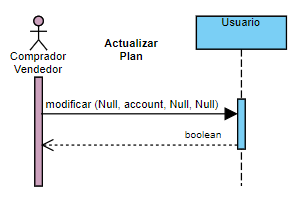 Usuario
Actualizar
Plan
Comprador
Vendedor
modificar (Null, account, Null, Null)
boolean